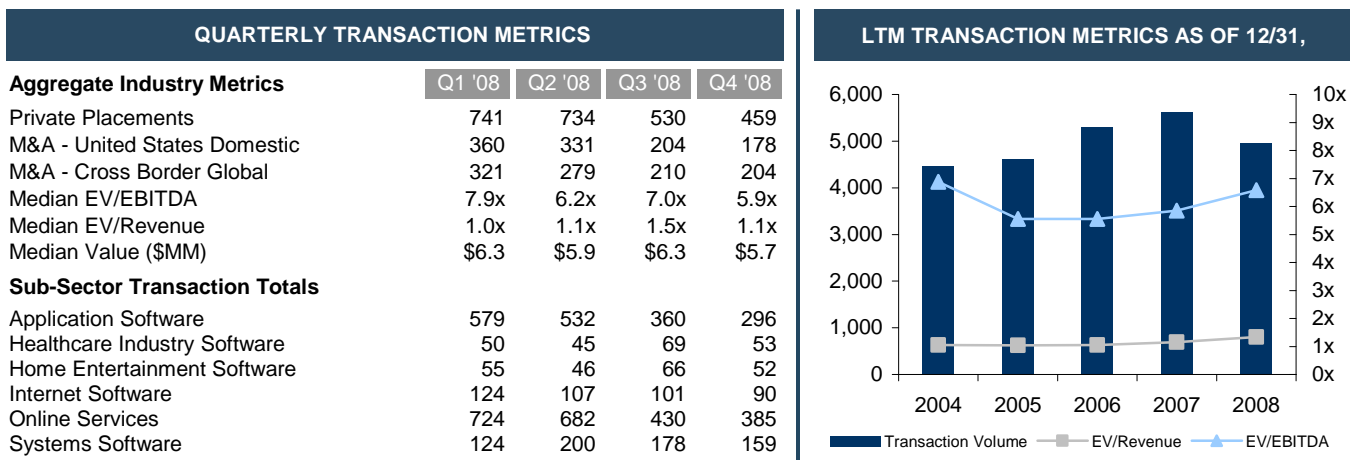 QUARTERLY TRANSACTION METRICS
Aggregate Industry Metrics Q1 '08 Q2 '08 Q3 '08 Q4 '08
Private Placements 741 734 530 459
M&A - United States Domestic 360 331 204 178
M&A - Cross Border Global 321 279 210 204
Median EV/EBITDA 7.9x 6.2x 7.0x 5.9x
Median EV/Revenue 1.0x 1.1x 1.5x 1.1x
Median Value ($MM) $6.3 $5.9 $6.3 $5.7
Sub-Sector Transaction Totals
Application Software 579 532 360 296
Healthcare Industry Software 50 45 69 53
Home Entertainment Software 55 46 66 52
Internet Software 124 107 101 90
Online Services 724 682 430 385
Systems Software 124 200 178 159
LTM TRANSACTION METRICS AS OF 12/31,
6,000 10x
9x
5,000 8x
4,000 7x
6x
3,000 5x
4x
2,000 3x
1,000 2x
1x
0 0x
2004 2005 2006 2007 2008
Transaction Volume EV/Revenue EV/EBITDA